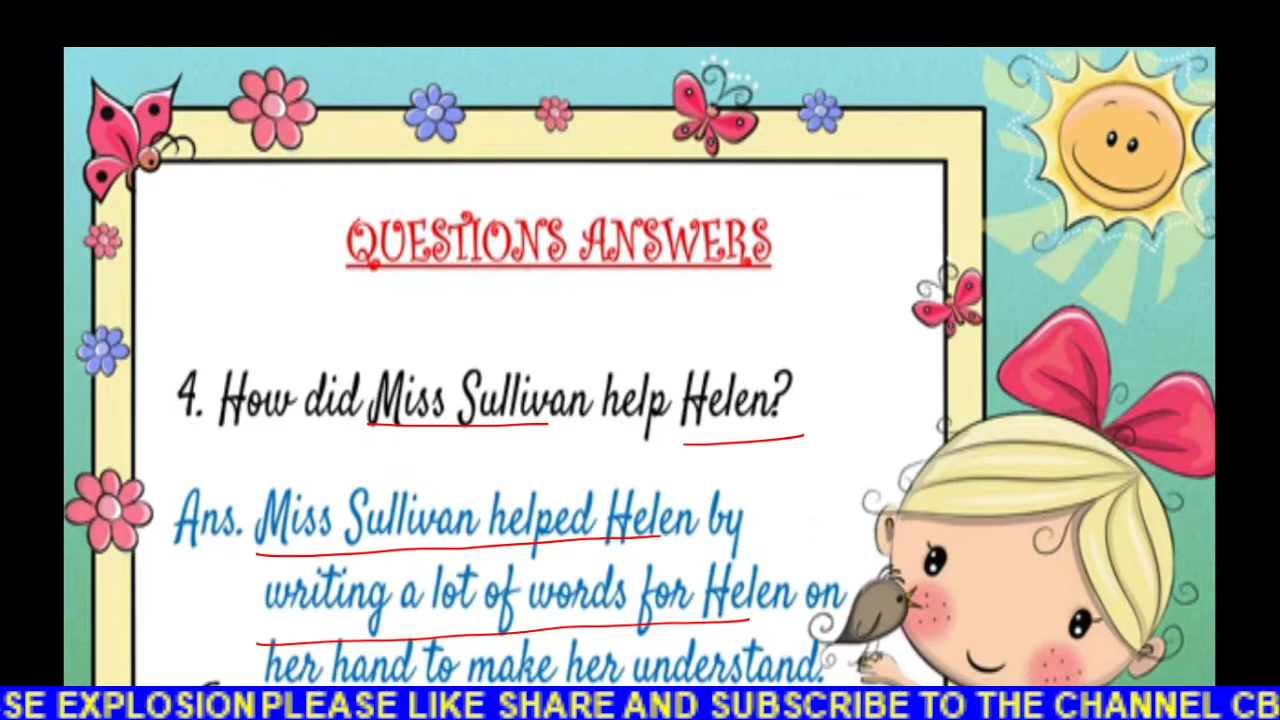 QUESTIONS ANSWERS
4. How did Miss Sullivan help Helen?
Ans. Miss Sullivan helped Helen by
writing a lot of words for Helen on
her hand to make her understand.
SE EXPLOSION PLEASE LIKE SHARE AND SUBSCRIBE TO THE CHANNEL CB